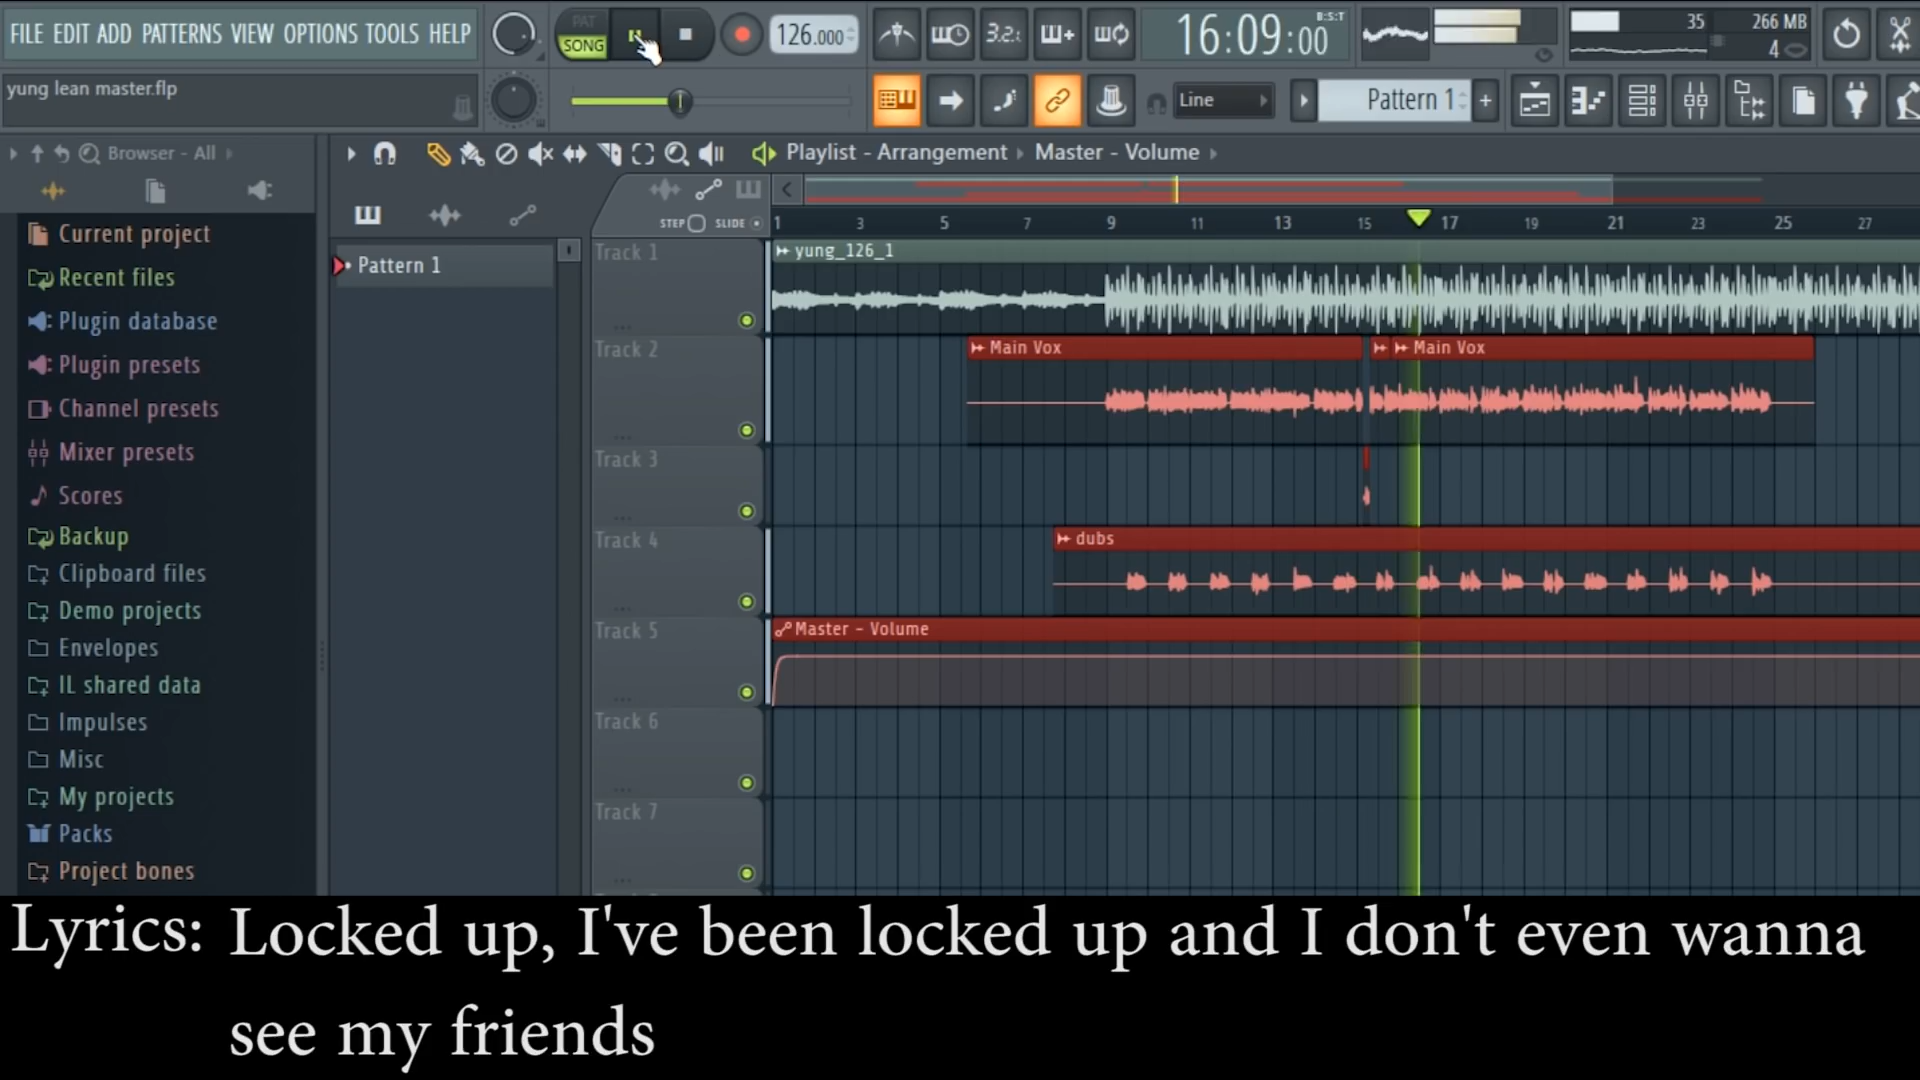 FILE EDIT ADD PATTERNS VIEW OPTIONS TOOLS HELP
PAT
SONG
126.000
3.2.
16:09:00
B:S:T
35
266 MB
4
yung lean master.flp
Line
Pattern 1
+
Browser - All
Playlist - Arrangement
Master - Volume
STEP
SLIDE
1 3 5 7 9 11 13 15 17 19 21 23 25 27
Current project
Recent files
Plugin database
Plugin presets
Channel presets
Mixer presets
Scores
Backup
Clipboard files
Demo projects
Envelopes
IL shared data
Impulses
Misc
My projects
Packs
Project bones
Pattern 1
Track 1
yung_126_1
Track 2
Main Vox
Main Vox
Track 3
Track 4
dubs
Track 5
Master - Volume
Track 6
Track 7
Lyrics: Locked up, I've been locked up and I don't even wanna
see my friends